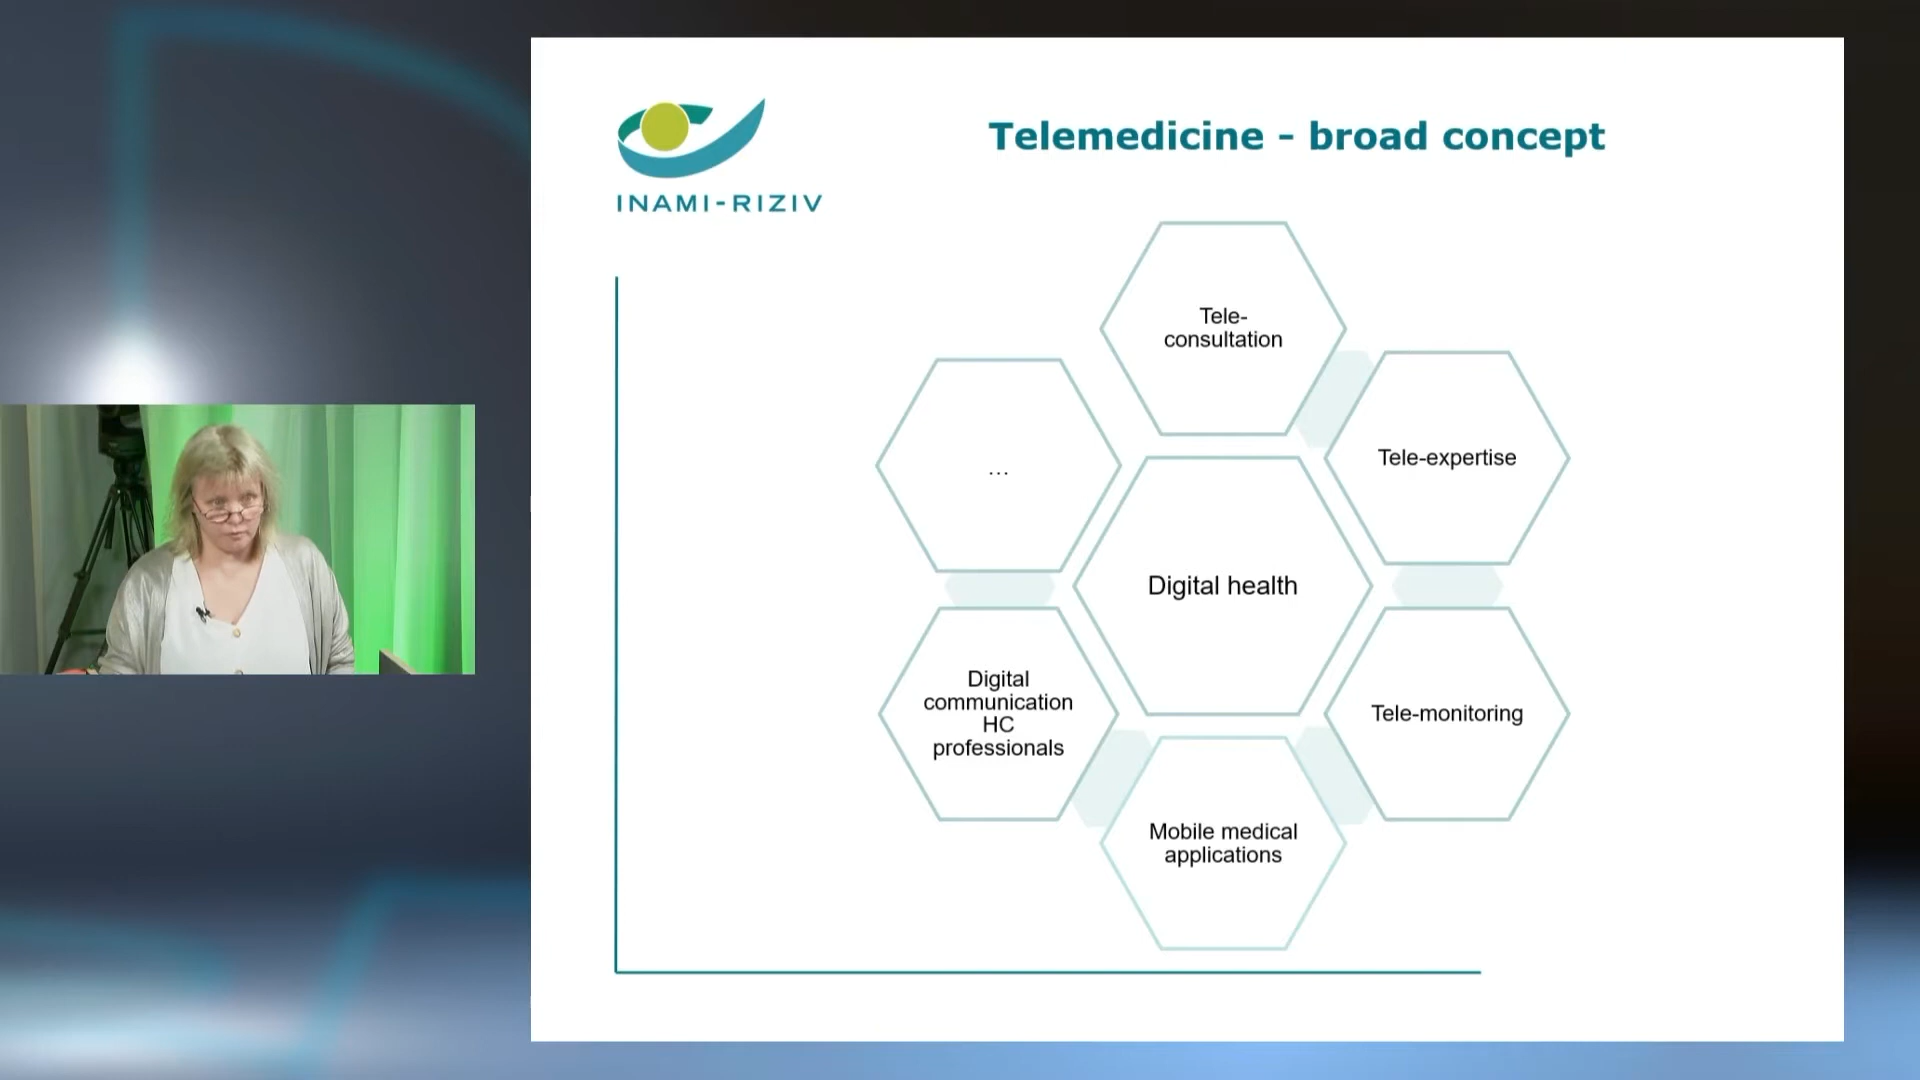 INAMI-RIZIV
Telemedicine - broad concept
Tele-
consultation
Tele-expertise
Tele-monitoring
Mobile medical
applications
Digital
communication
HC
professionals
...
Digital health